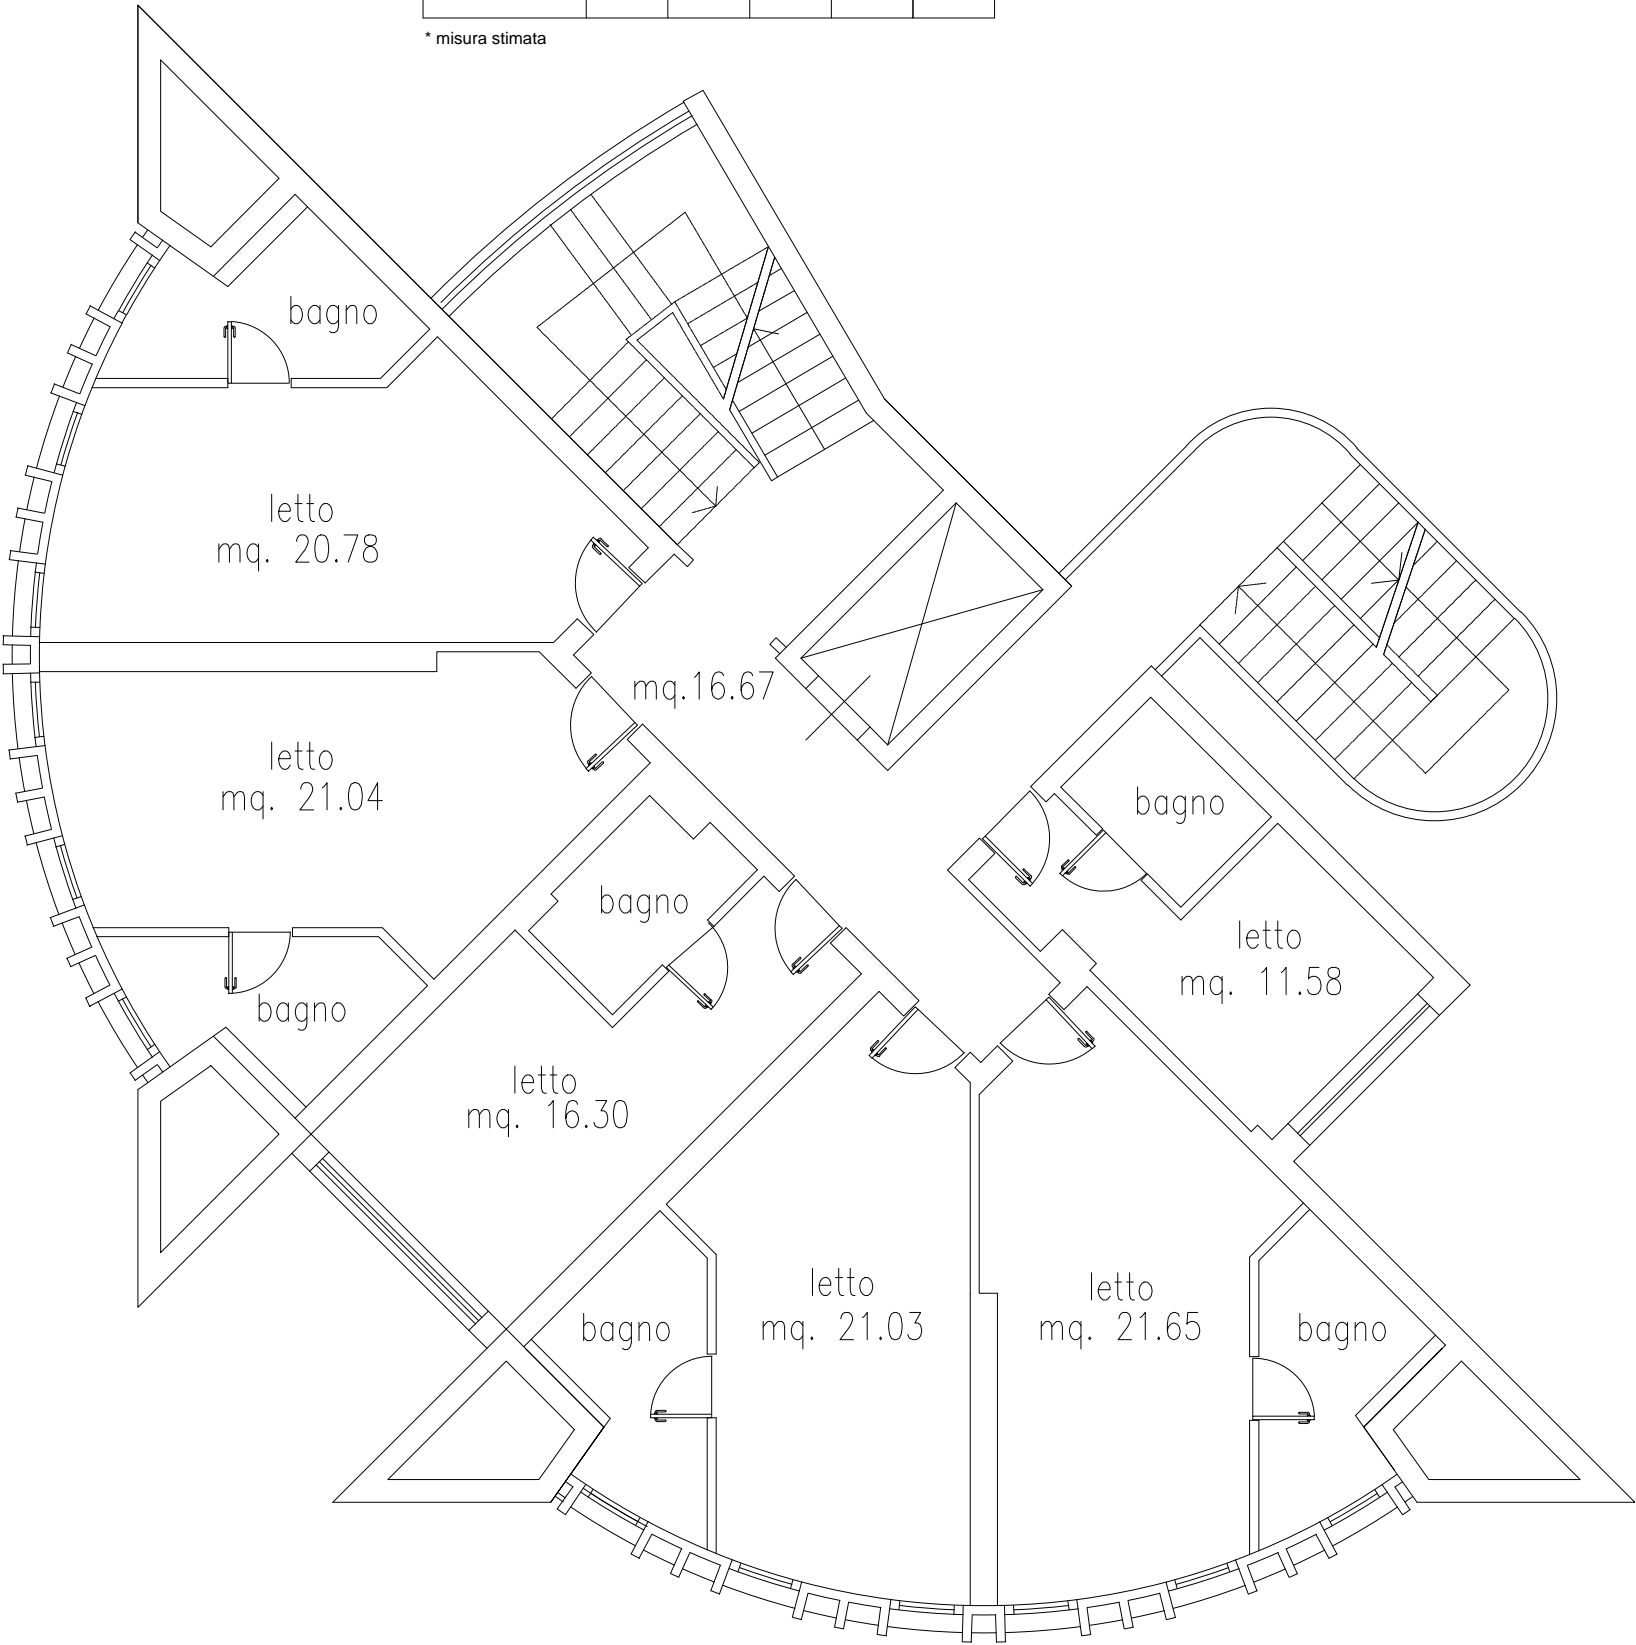 * misura stimata
bagno
letto
mq. 20.78
mq.16.67
letto
mq. 21.04
bagno
bagno
bagno
letto
mq. 11.58
letto
mq. 16.30
bagno
letto
mq. 21.03
letto
mq. 21.65
bagno